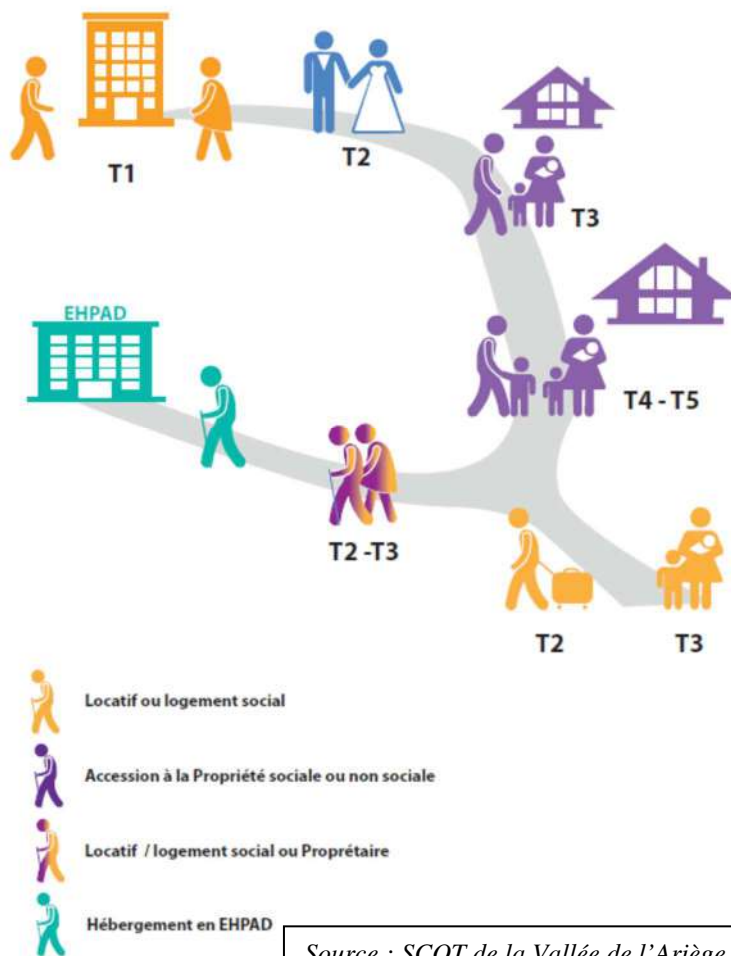 T1
T2
T3
T4 - T5
EHPAD
T2 -T3
T2
T3
Locatif ou logement social
Accession à la Propriété sociale ou non sociale
Locatif / logement social ou Proprétaire
Hébergement en EHPAD
Source : SCOT de la Vallée de l'Ariège